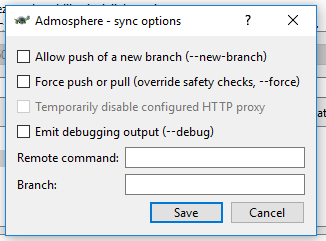 Admosphere - sync options
Allow push of a new branch (--new-branch)
Force push or pull (override safety checks, --force)
Temporarily disable configured HTTP proxy
Emit debugging output (--debug)
Remote command:
Branch:
Save Cancel